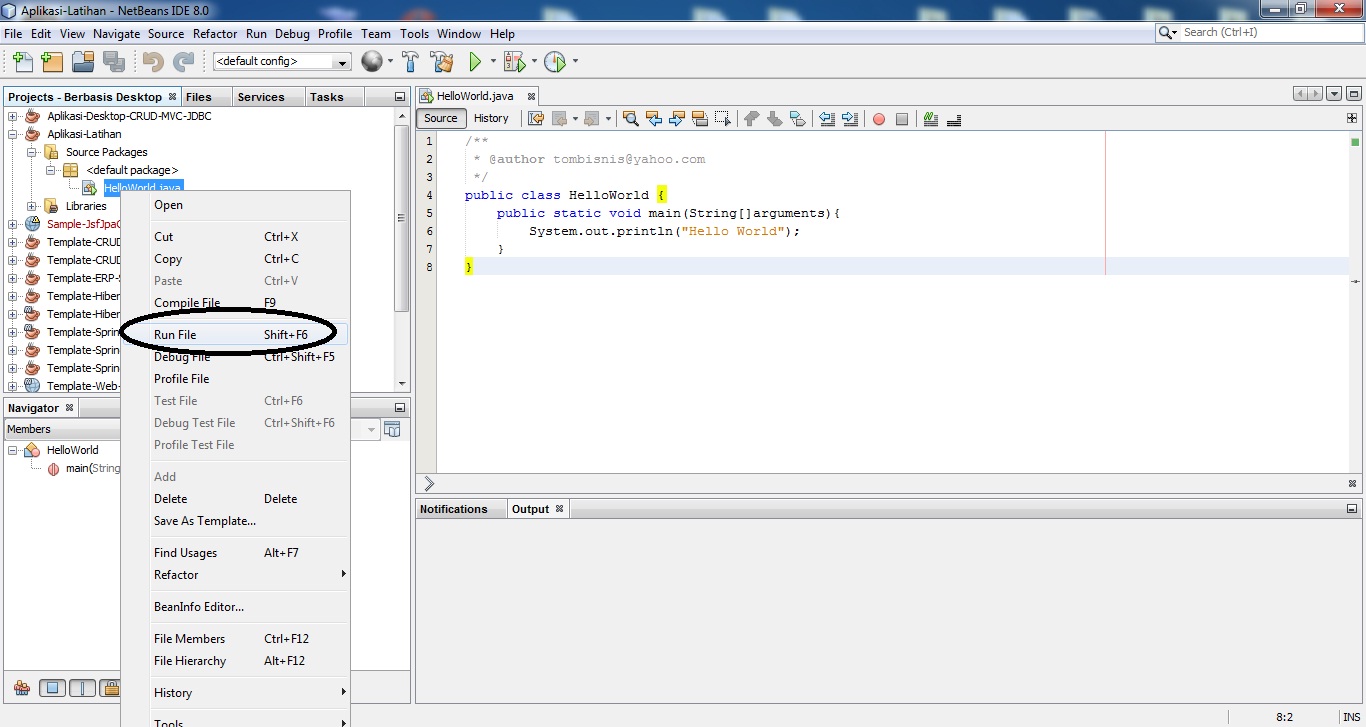 Aplikasi-Latihan - NetBeans IDE 8.0
File Edit View Navigate Source Refactor Run Debug Profile Team Tools Window Help
Search (Ctrl+I)
<default config>
Projects - Berbasis Desktop Files Services Tasks
Aplikasi-Desktop-CRUD-MVC-JDBC
Aplikasi-Latihan
Source Packages
<default package>
HelloWorld.java
Libraries
Sample-JsfJpaC
Template-CRUD
Template-CRUD
Template-ERP-S
Template-Hiber
Template-Hiber
Template-Sprin
Template-Sprin
Template-Sprin
Template-Web-
Navigator
Members
HelloWorld
main(String
Open
Cut Ctrl+X
Copy Ctrl+C
Paste Ctrl+V
Compile File F9
Run File Shift+F6
Debug File Ctrl+Shift+F5
Profile File
Test File Ctrl+F6
Debug Test File Ctrl+Shift+F6
Profile Test File
Add
Delete Delete
Save As Template...
Find Usages Alt+F7
Refactor
BeanInfo Editor...
File Members Ctrl+F12
File Hierarchy Alt+F12
History
Tools
HelloWorld.java
Source History
1 /**
2 * @author tombisnis@yahoo.com
3 */
4 public class HelloWorld {
5 public static void main(String[]arguments){
6 System.out.println("Hello World");
7 }
8 }
Notifications Output
8:2 INS